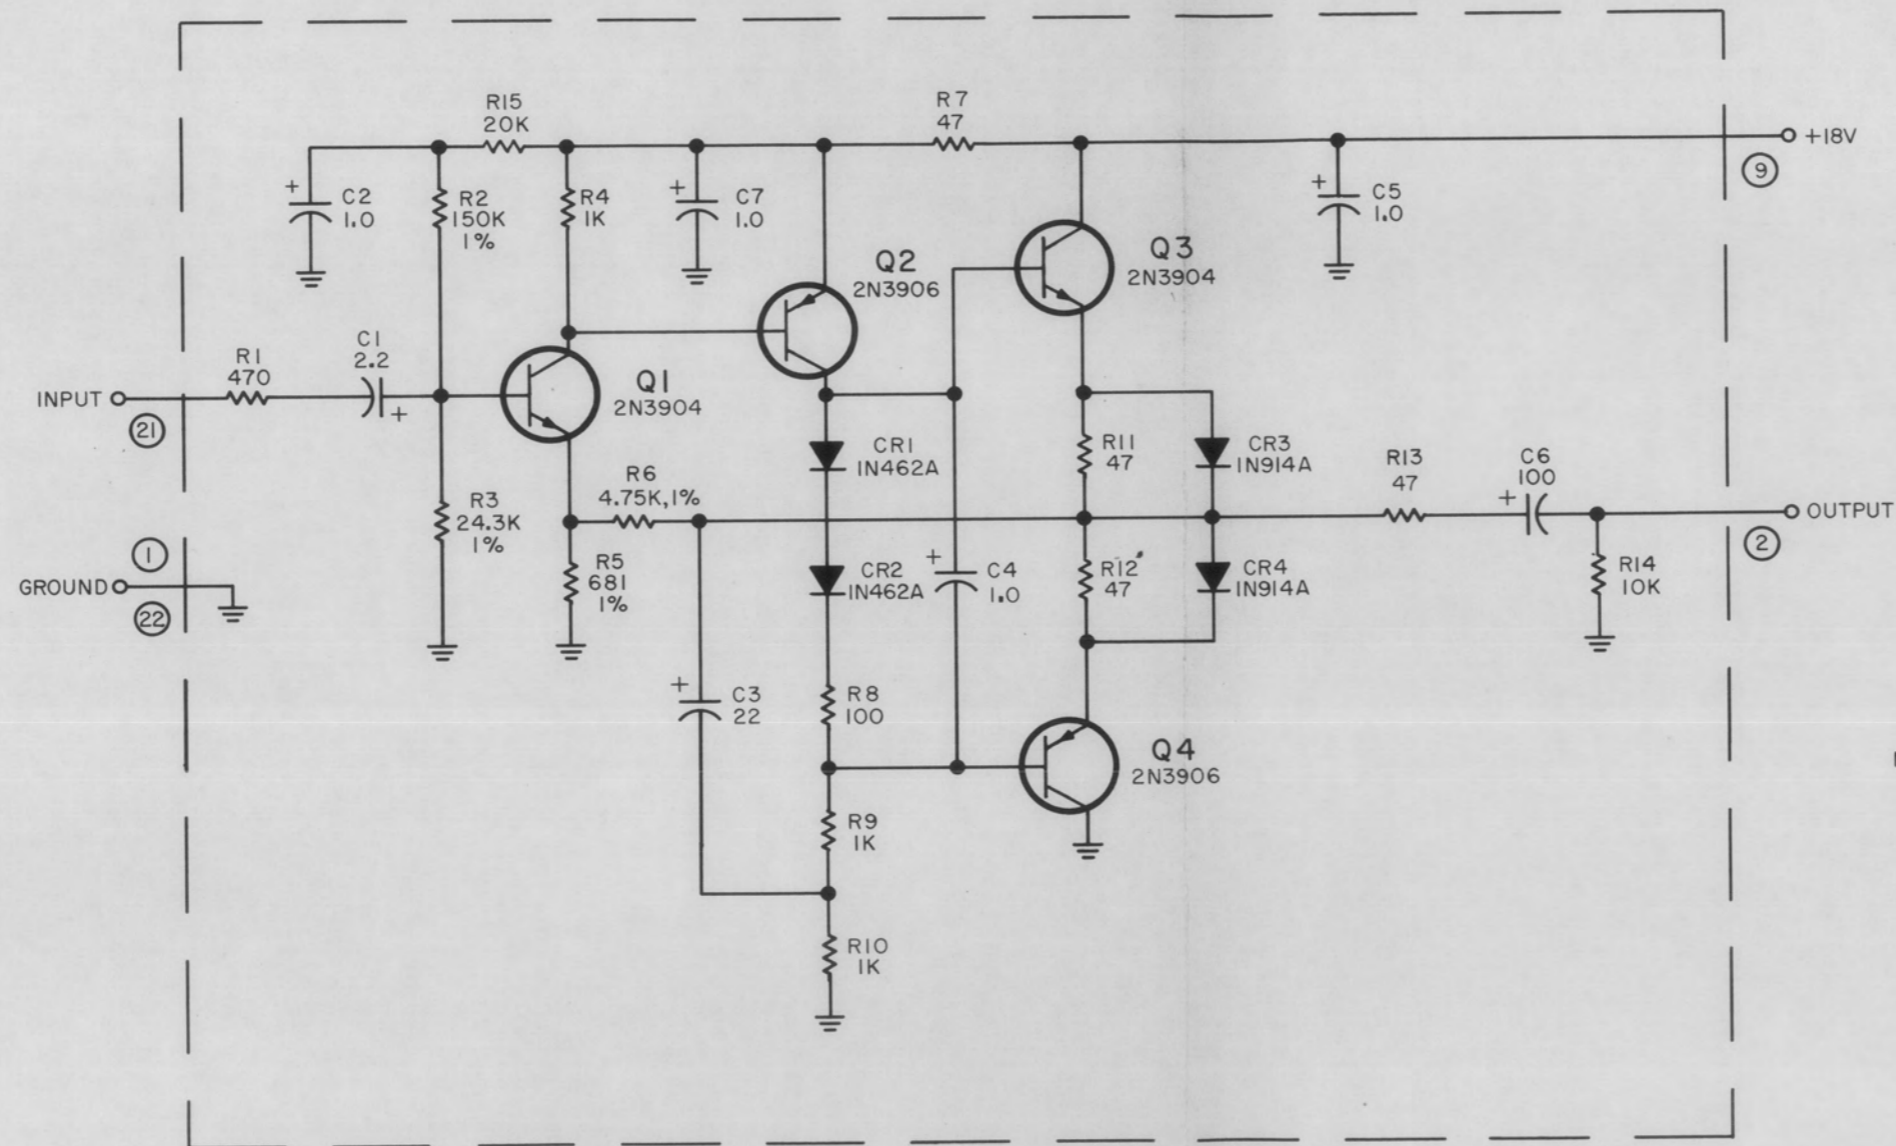 R15
20K
R7
47
+18V
9
C2
1.0
R2
150K
1%
R4
1K
C7
1.0
C5
1.0
Q2
2N3906
Q3
2N3904
R1
470
C1
2.2
INPUT
21
Q1
2N3904
CR1
1N462A
R11
47
CR3
1N914A
R13
47
C6
100
R6
4.75K,1%
R3
24.3K
1%
OUTPUT
2
1
GROUND
22
R5
681
1%
CR2
1N462A
C4
1.0
R12
47
CR4
1N914A
R14
10K
C3
22
R8
100
Q4
2N3906
R9
1K
R10
1K